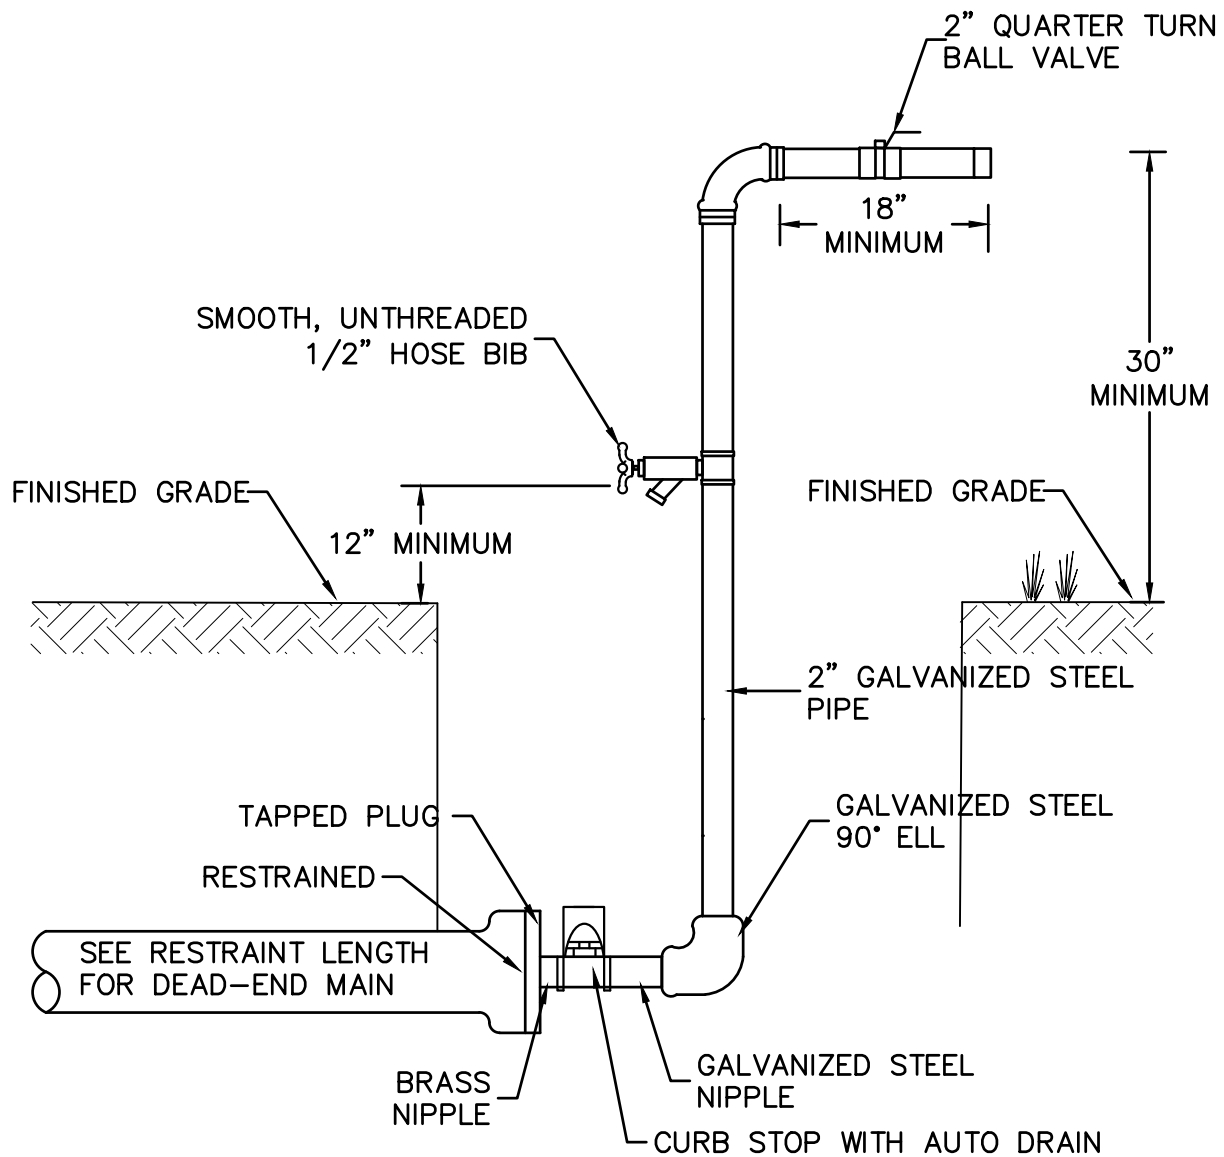 2” QUARTER TURN
BALL VALVE
18”
MINIMUM
SMOOTH, UNTHREADED
1/2” HOSE BIB
30”
MINIMUM
FINISHED GRADE
FINISHED GRADE
12” MINIMUM
2” GALVANIZED STEEL
PIPE
TAPPED PLUG
GALVANIZED STEEL
90° ELL
RESTRAINED
SEE RESTRAINT LENGTH
FOR DEAD-END MAIN
BRASS
NIPPLE
GALVANIZED STEEL
NIPPLE
CURB STOP WITH AUTO DRAIN